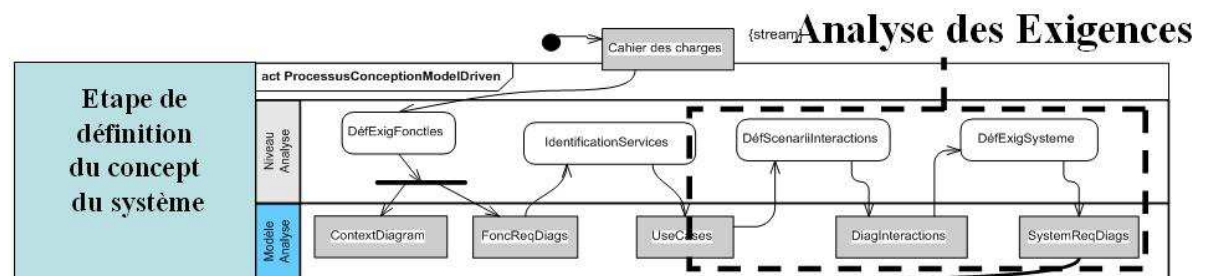 Analyse des Exigences
{stream}
Cahier des charges
act ProcessusConceptionModelDriven
Etape de
définition
du concept
du système
Niveau
Analyse
DéfExigFonctles
IdentificationServices
DéfScenariiInteractions
DéfExigSysteme
Modèle
Analyse
ContextDiagram
FoncReqDiags
UseCases
DiagInteractions
SystemReqDiags